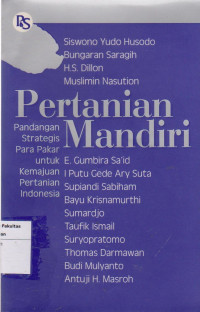 PS
Siswono Yudo Husodo
Bungaran Saragih
H.S. Dillon
Muslimin Nasution
Pertanian
Mandiri
Pandangan
Strategis
Para Pakar
untuk
Kemajuan
Pertanian
Indonesia
E. Gumbira Sa'id
I Putu Gede Ary Suta
Supiandi Sabiham
Bayu Krisnamurthi
Sumardjo
Taufik Ismail
Suryopratomo
Thomas Darmawan
Budi Mulyanto
Antuji H. Masroh
Fakultas